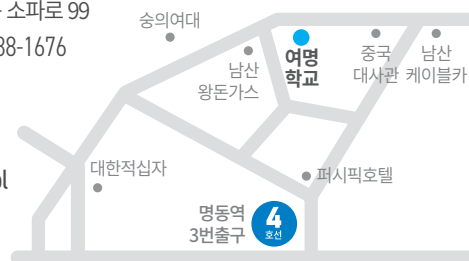 소파로 99
38-1676
숭의여대
남산
왕돈가스
여명
학교
중국
대사관
남산
케이블카
대한적십자
퍼시픽호텔
명동역
3번출구
4
호선